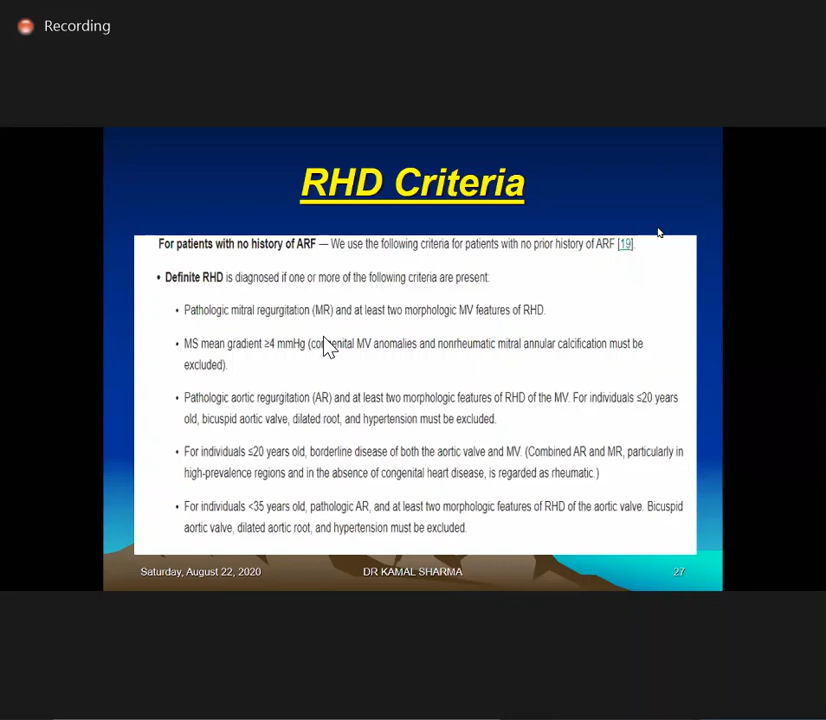 Recording
RHD Criteria
For patients with no history of ARF — We use the following criteria for patients with no prior history of ARF [19].
• Definite RHD is diagnosed if one or more of the following criteria are present:
• Pathologic mitral regurgitation (MR) and at least two morphologic MV features of RHD.
• MS mean gradient ≥4 mmHg (congenital MV anomalies and nonrheumatic mitral annular calcification must be
excluded).
• Pathologic aortic regurgitation (AR) and at least two morphologic features of RHD of the MV. For individuals ≤20 years
old, bicuspid aortic valve, dilated root, and hypertension must be excluded.
• For individuals ≤20 years old, borderline disease of both the aortic valve and MV. (Combined AR and MR, particularly in
high-prevalence regions and in the absence of congenital heart disease, is regarded as rheumatic.)
• For individuals <35 years old, pathologic AR, and at least two morphologic features of RHD of the aortic valve. Bicuspid
aortic valve, dilated aortic root, and hypertension must be excluded.
Saturday, August 22, 2020 DR KAMAL SHARMA 27